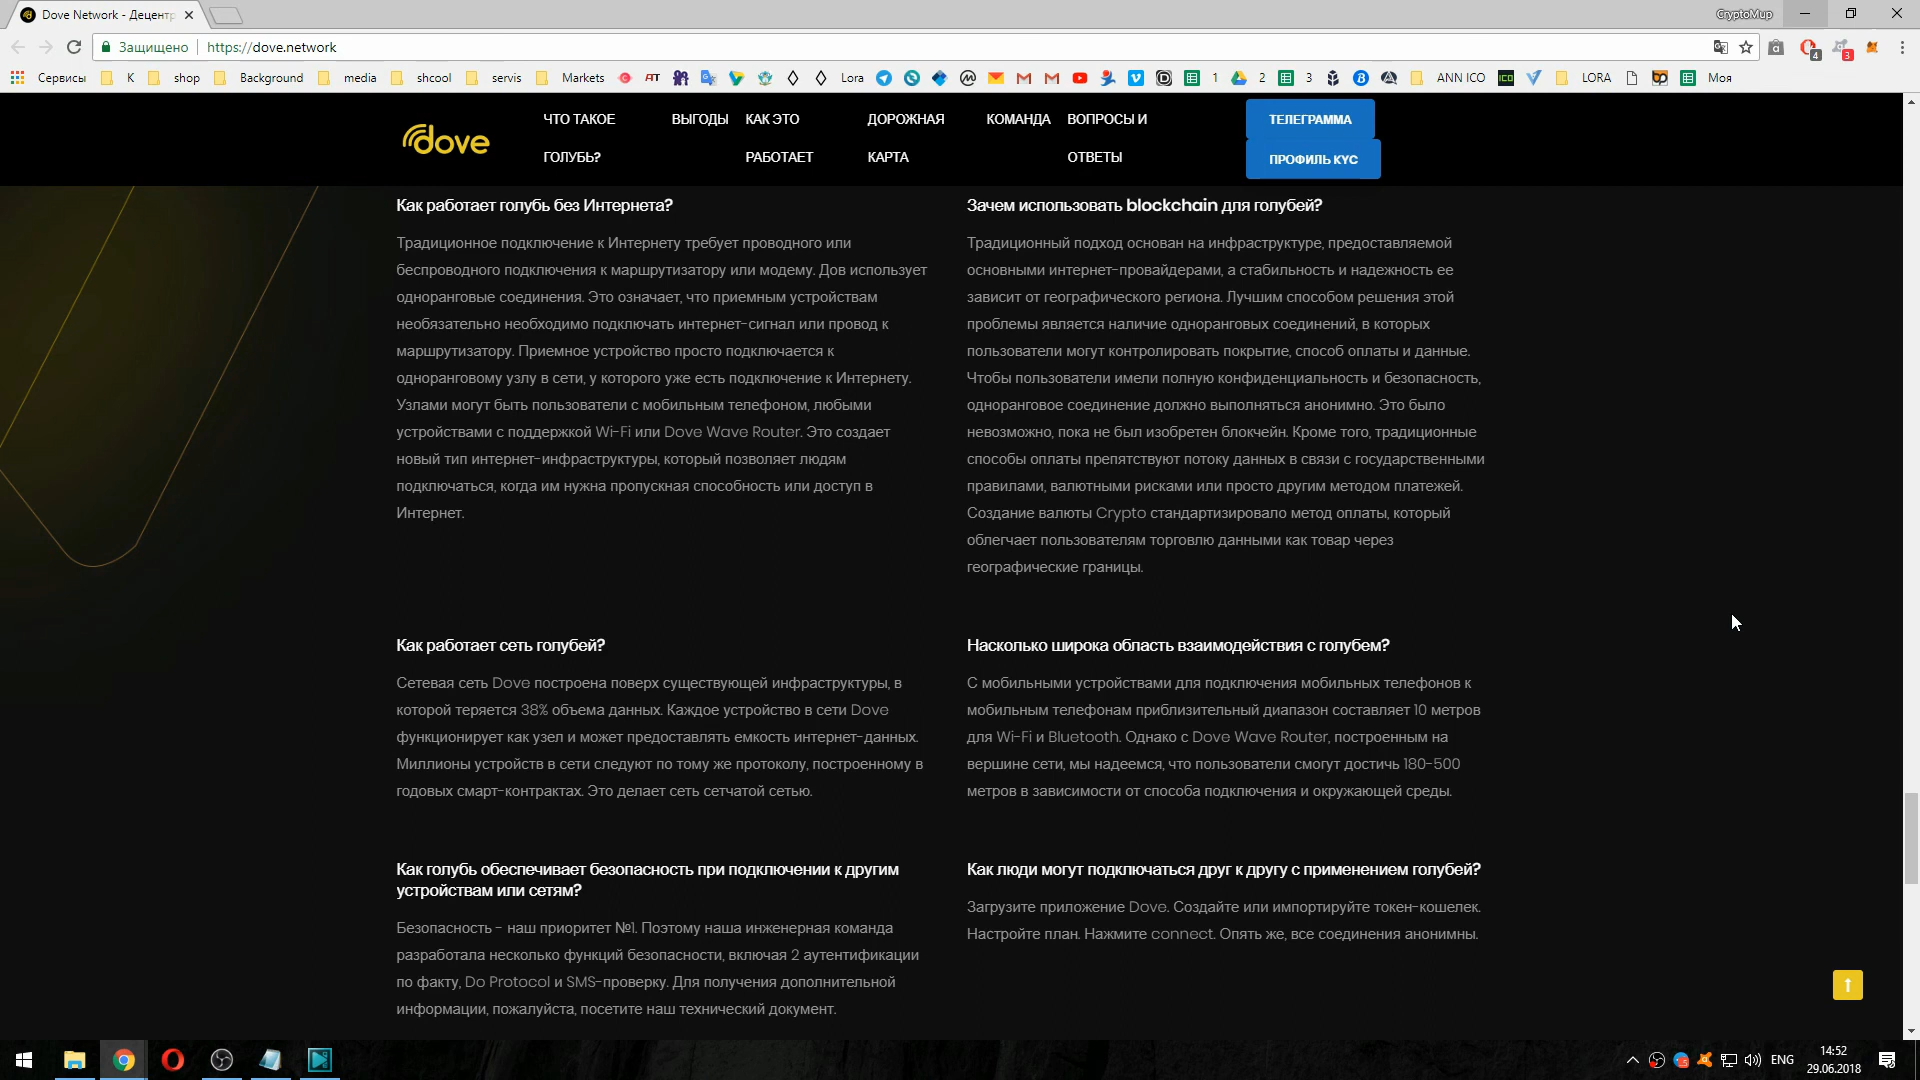 Dove Network - Децентр
CryptoMup
Защищено
https://dove.network
4
3
Сервисы
K
shop
Background
media
shcool
servis
Markets
Lora
1
2
3
ANN ICO
LORA
Моя
dove
ЧТО ТАКОЕ
ГОЛУБЬ?
ВЫГОДЫ
КАК ЭТО
РАБОТАЕТ
ДОРОЖНАЯ
КАРТА
КОМАНДА
ВОПРОСЫ И
ОТВЕТЫ
ТЕЛЕГРАММА
ПРОФИЛЬ KYC
Как работает голубь без Интернета?
Традиционное подключение к Интернету требует проводного или
беспроводного подключения к маршрутизатору или модему. Дов использует
одноранговые соединения. Это означает, что приемным устройствам
необязательно необходимо подключать интернет-сигнал или провод к
маршрутизатору. Приемное устройство просто подключается к
одноранговому узлу в сети, у которого уже есть подключение к Интернету.
Узлами могут быть пользователи с мобильным телефоном, любыми
устройствами с поддержкой Wi-Fi или Dove Wave Router. Это создает
новый тип интернет-инфраструктуры, который позволяет людям
подключаться, когда им нужна пропускная способность или доступ в
Интернет.
Зачем использовать blockchain для голубей?
Традиционный подход основан на инфраструктуре, предоставляемой
основными интернет-провайдерами, а стабильность и надежность ее
зависит от географического региона. Лучшим способом решения этой
проблемы является наличие одноранговых соединений, в которых
пользователи могут контролировать покрытие, способ оплаты и данные.
Чтобы пользователи имели полную конфиденциальность и безопасность,
одноранговое соединение должно выполняться анонимно. Это было
невозможно, пока не был изобретен блокчейн. Кроме того, традиционные
способы оплаты препятствуют потоку данных в связи с государственными
правилами, валютными рисками или просто другим методом платежей.
Создание валюты Crypto стандартизировало метод оплаты, который
облегчает пользователям торговлю данными как товар через
географические границы.
Как работает сеть голубей?
Сетевая сеть Dove построена поверх существующей инфраструктуры, в
которой теряется 38% объема данных. Каждое устройство в сети Dove
функционирует как узел и может предоставлять емкость интернет-данных.
Миллионы устройств в сети следуют по тому же протоколу, построенному в
годовых смарт-контрактах. Это делает сеть сетчатой сетью.
Насколько широка область взаимодействия с голубем?
С мобильными устройствами для подключения мобильных телефонов к
мобильным телефонам приблизительный диапазон составляет 10 метров
для Wi-Fi и Bluetooth. Однако с Dove Wave Router, построенным на
вершине сети, мы надеемся, что пользователи смогут достичь 180-500
метров в зависимости от способа подключения и окружающей среды.
Как голубь обеспечивает безопасность при подключении к другим
устройствам или сетям?
Безопасность - наш приоритет №1. Поэтому наша инженерная команда
разработала несколько функций безопасности, включая 2 аутентификации
по факту, Do Protocol и SMS-проверку. Для получения дополнительной
информации, пожалуйста, посетите наш технический документ.
Как люди могут подключаться друг к другу с применением голубей?
Загрузите приложение Dove. Создайте или импортируйте токен-кошелек.
Настройте план. Нажмите connect. Опять же, все соединения анонимны.
ENG
14:52
29.06.2018